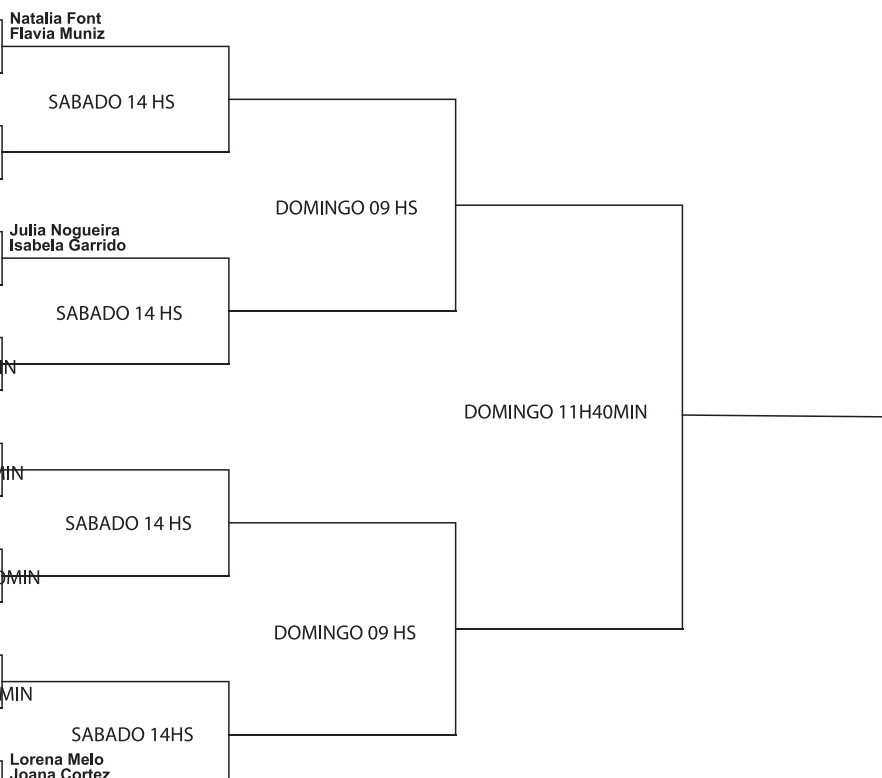 Natalia Font
Flavia Muniz
SABADO 14 HS
DOMINGO 09 HS
Julia Nogueira
Isabela Garrido
SABADO 14 HS
DOMINGO 11H40MIN
SABADO 14 HS
DOMINGO 09 HS
MIN
SABADO 14HS
Lorena Melo
Joana Cortez